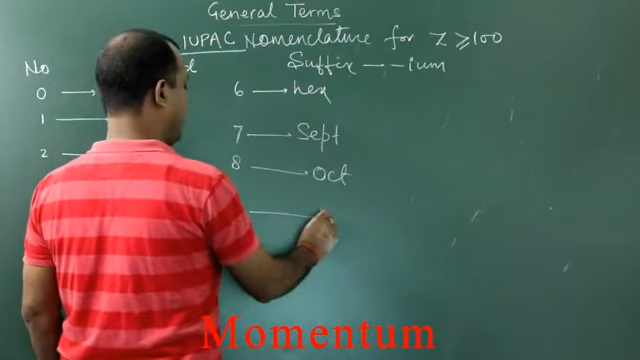 General Terms
IUPAC Nomenclature for Z ≥100
No
Suffix — -ium
0 →
6 → hex
1
7 → Sept
2
8 → Oct
Momentum